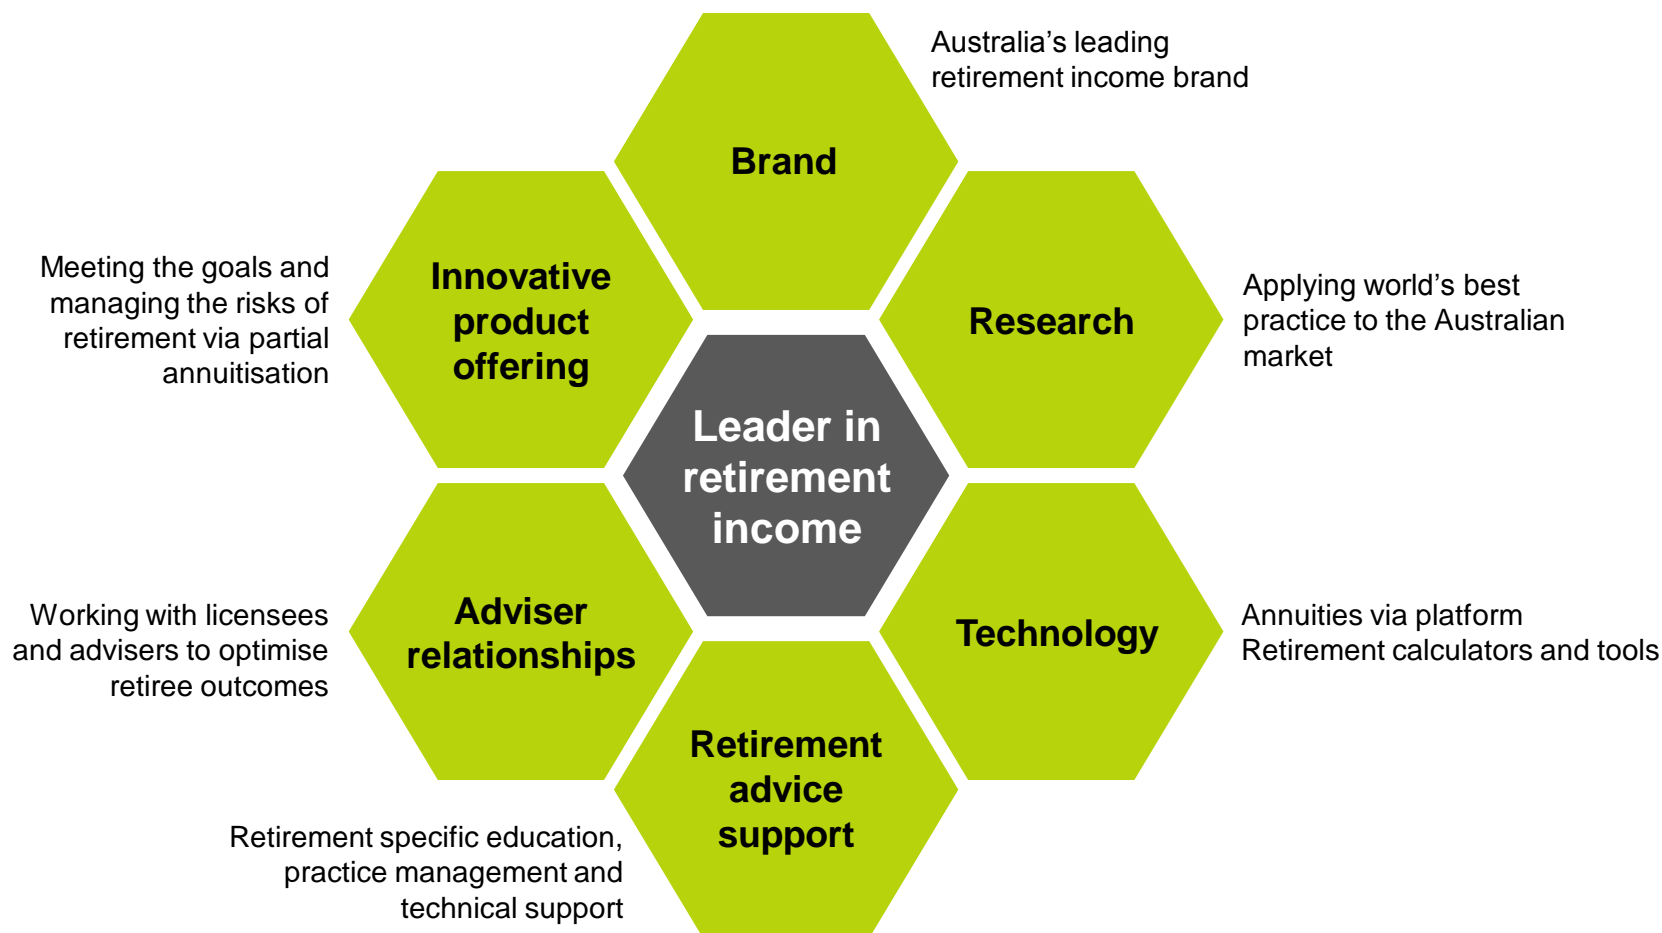 Australia’s leading
retirement income brand
Brand
Meeting the goals and
managing the risks of
retirement via partial
annuitisation
Innovative
product
offering
Research
Applying world’s best
practice to the Australian
market
Leader in
retirement
income
Working with licensees
and advisers to optimise
retiree outcomes
Adviser
relationships
Technology
Annuities via platform
Retirement calculators and tools
Retirement
advice
support
Retirement specific education,
practice management and
technical support